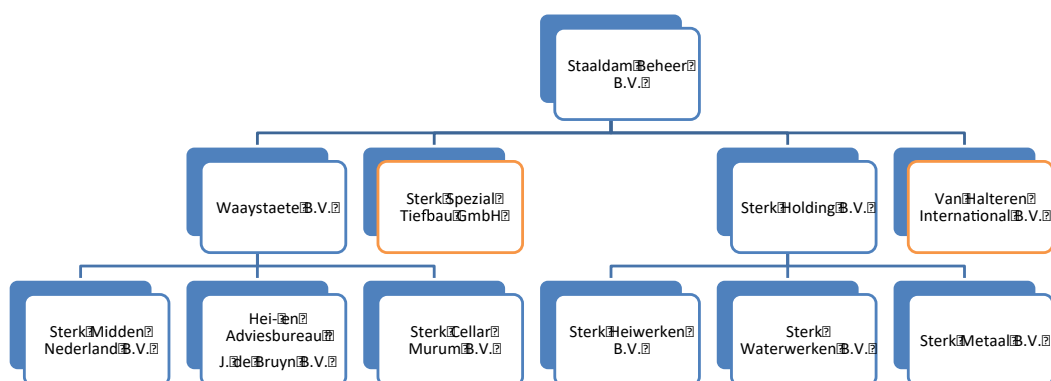 Staaldam Beheer
B.V.
Waaystaete B.V.
Sterk Spezial
Tiefbau GmbH
Sterk Holding B.V.
Van Halteren
International B.V.
Sterk Midden
Nederland B.V.
Hei- en
Adviesbureau
J. de Bruyn B.V.
Sterk Cellar
Murum B.V.
Sterk Heiwerken
B.V.
Sterk
Waterwerken B.V.
Sterk Metaal B.V.